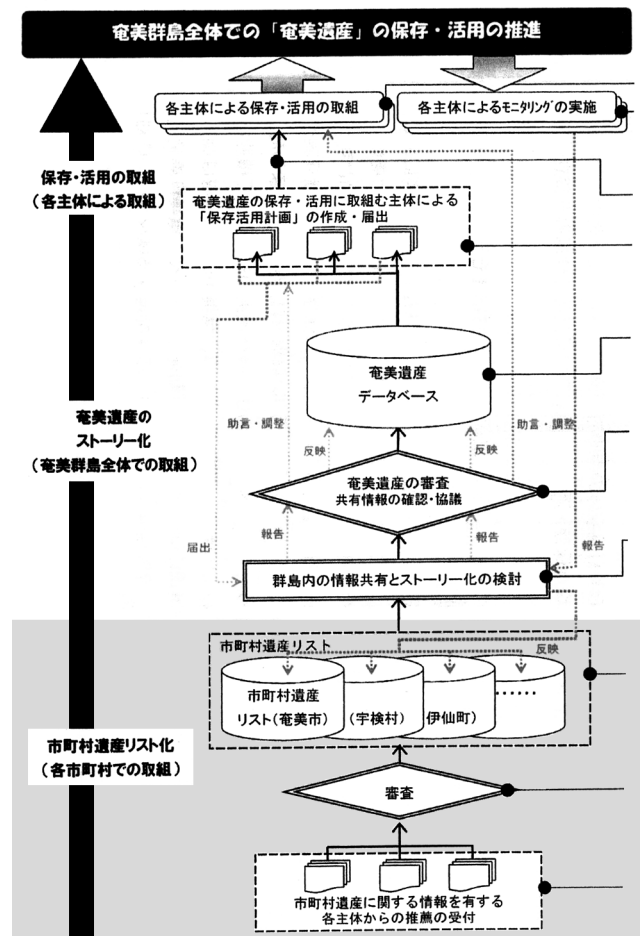 奄美群島全体での「奄美遺産」の保存・活用の推進
各主体による保存・活用の取組
各主体によるモニタリングの実施
保存・活用の取組
(各主体による取組)
奄美遺産の保存・活用に取組む主体による
「保存活用計画」の作成・届出
奄美遺産
データベース
奄美遺産の
ストーリー化
(奄美群島全体での取組)
助言・調整
反映
反映
助言・調整
奄美遺産の審査
共有情報の確認・協議
届出
報告
報告
報告
群島内の情報共有とストーリー化の検討
市町村遺産リスト
反映
市町村遺産
リスト(奄美市)
(宇検村)
(伊仙町)
……
市町村遺産リスト化
(各市町村での取組)
審査
市町村遺産に関する情報を有する
各主体からの推薦の受付